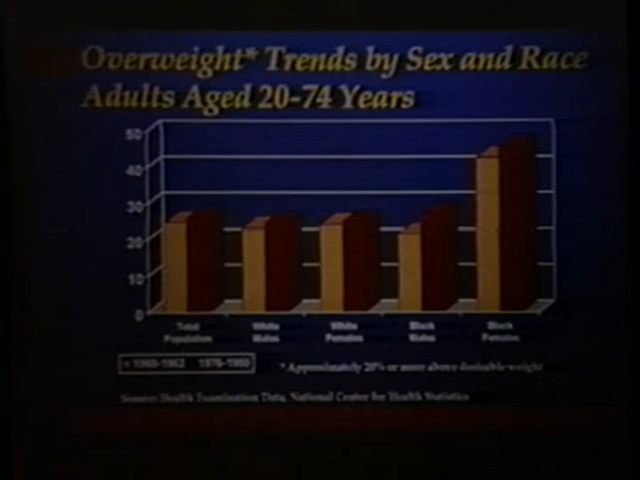 Overweight* Trends by Sex and Race
Adults Aged 20-74 Years
50
40
30
20
10
0
Total Population
White Males
White Females
Black Males
Black Females
1960-1962 1976-1980
* Approximately 20% or more above desirable weight
Source: Health Examination Data, National Center for Health Statistics